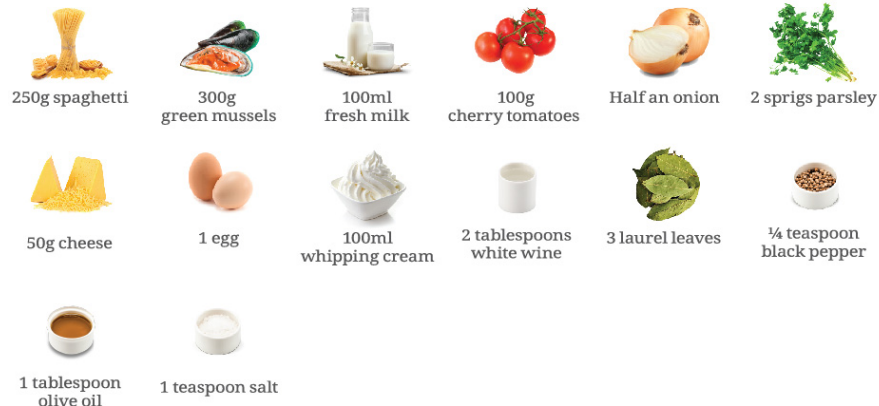 250g spaghetti
300g
green mussels
100ml
fresh milk
100g
cherry tomatoes
Half an onion
2 sprigs parsley
50g cheese
1 egg
100ml
whipping cream
2 tablespoons
white wine
3 laurel leaves
¼ teaspoon
black pepper
1 tablespoon
olive oil
1 teaspoon salt